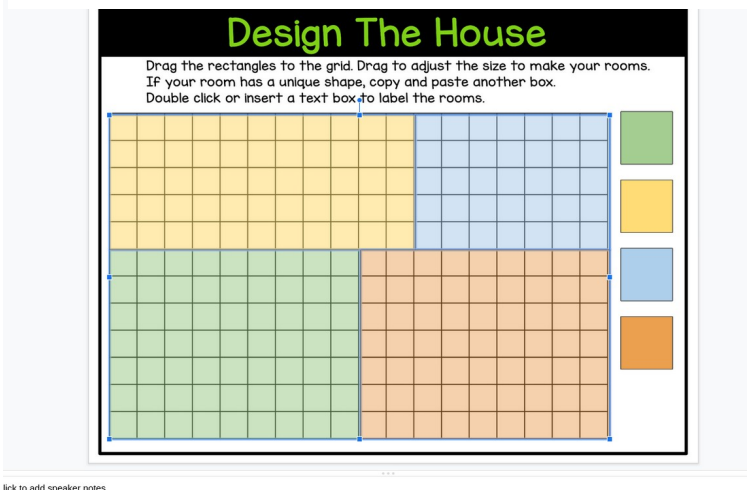 Design The House
Drag the rectangles to the grid. Drag to adjust the size to make your rooms.
If your room has a unique shape, copy and paste another box.
Double click or insert a text box to label the rooms.
lick to add speaker notes